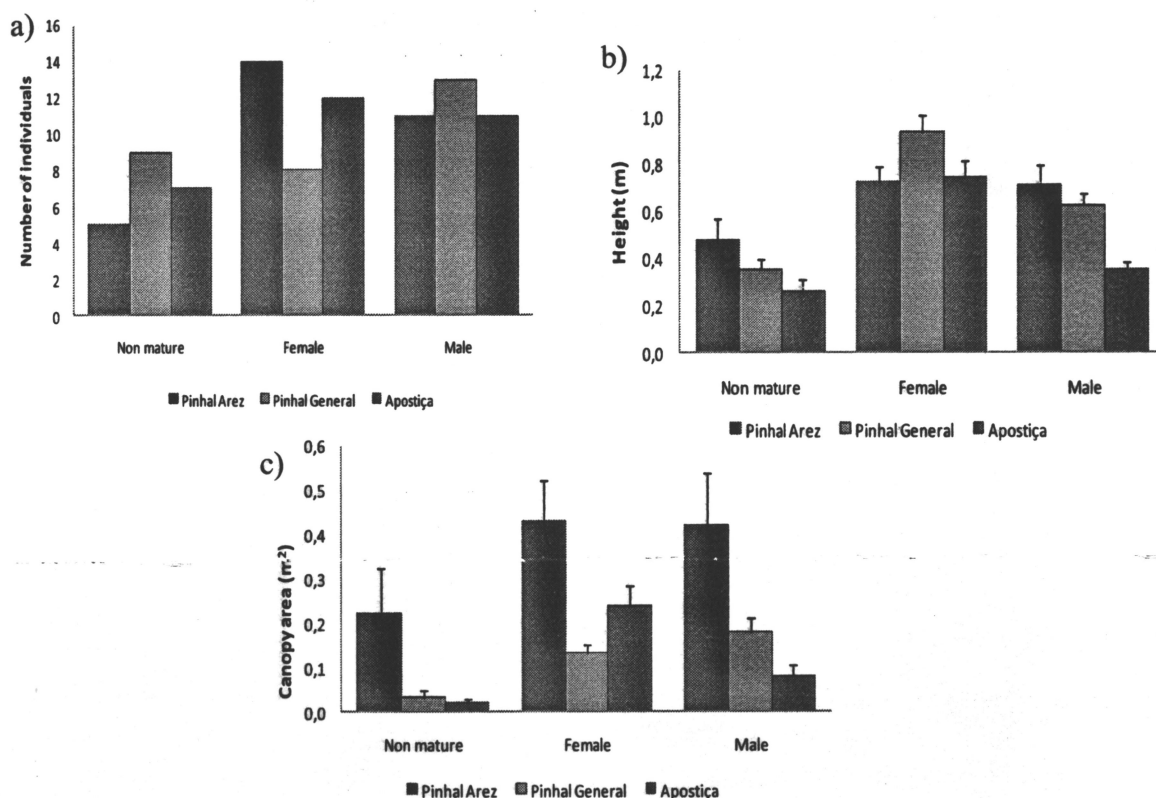 a)
Number of individuals
16
14
12
10
8
6
4
2
0
Non mature
Female
Male
Pinhal Arez
Pinhal General
Apostiça
b)
Height (m)
1,2
1,0
0,8
0,6
0,4
0,2
0,0
Non mature
Female
Male
Pinhal Arez
Pinhal General
Apostiça
c)
Canopy area (m²)
0,6
0,5
0,4
0,3
0,2
0,1
0,0
Non mature
Female
Male
Pinhal Arez
Pinhal General
Apostiça